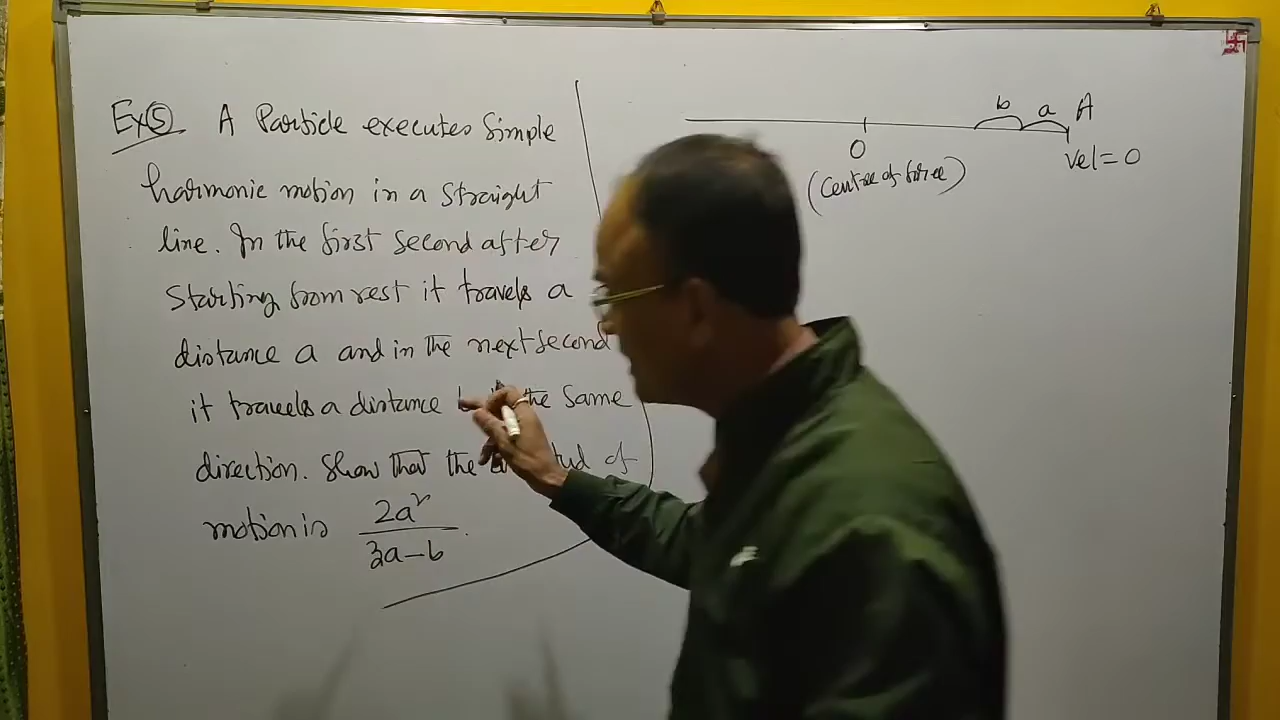 Ex⑤ A Particle executes Simple
harmonic motion in a straight
line. In the first second after
starting from rest it travels a
distance a and in the next second
it travels a distance b the same
direction. Show that the of
motion is 2a²
3a-b
b a A
O vel=0
(Centre of force)